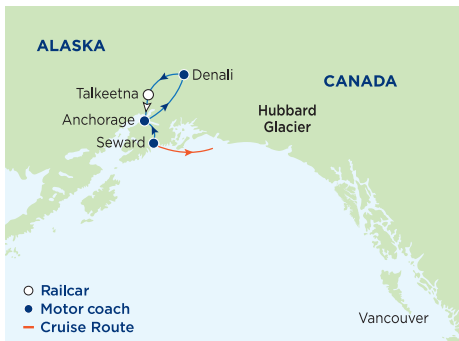 ALASKA
Denali
CANADA
Talkeetna
Hubbard
Glacier
Anchorage
Seward
Railcar
Motor coach
Cruise Route
Vancouver